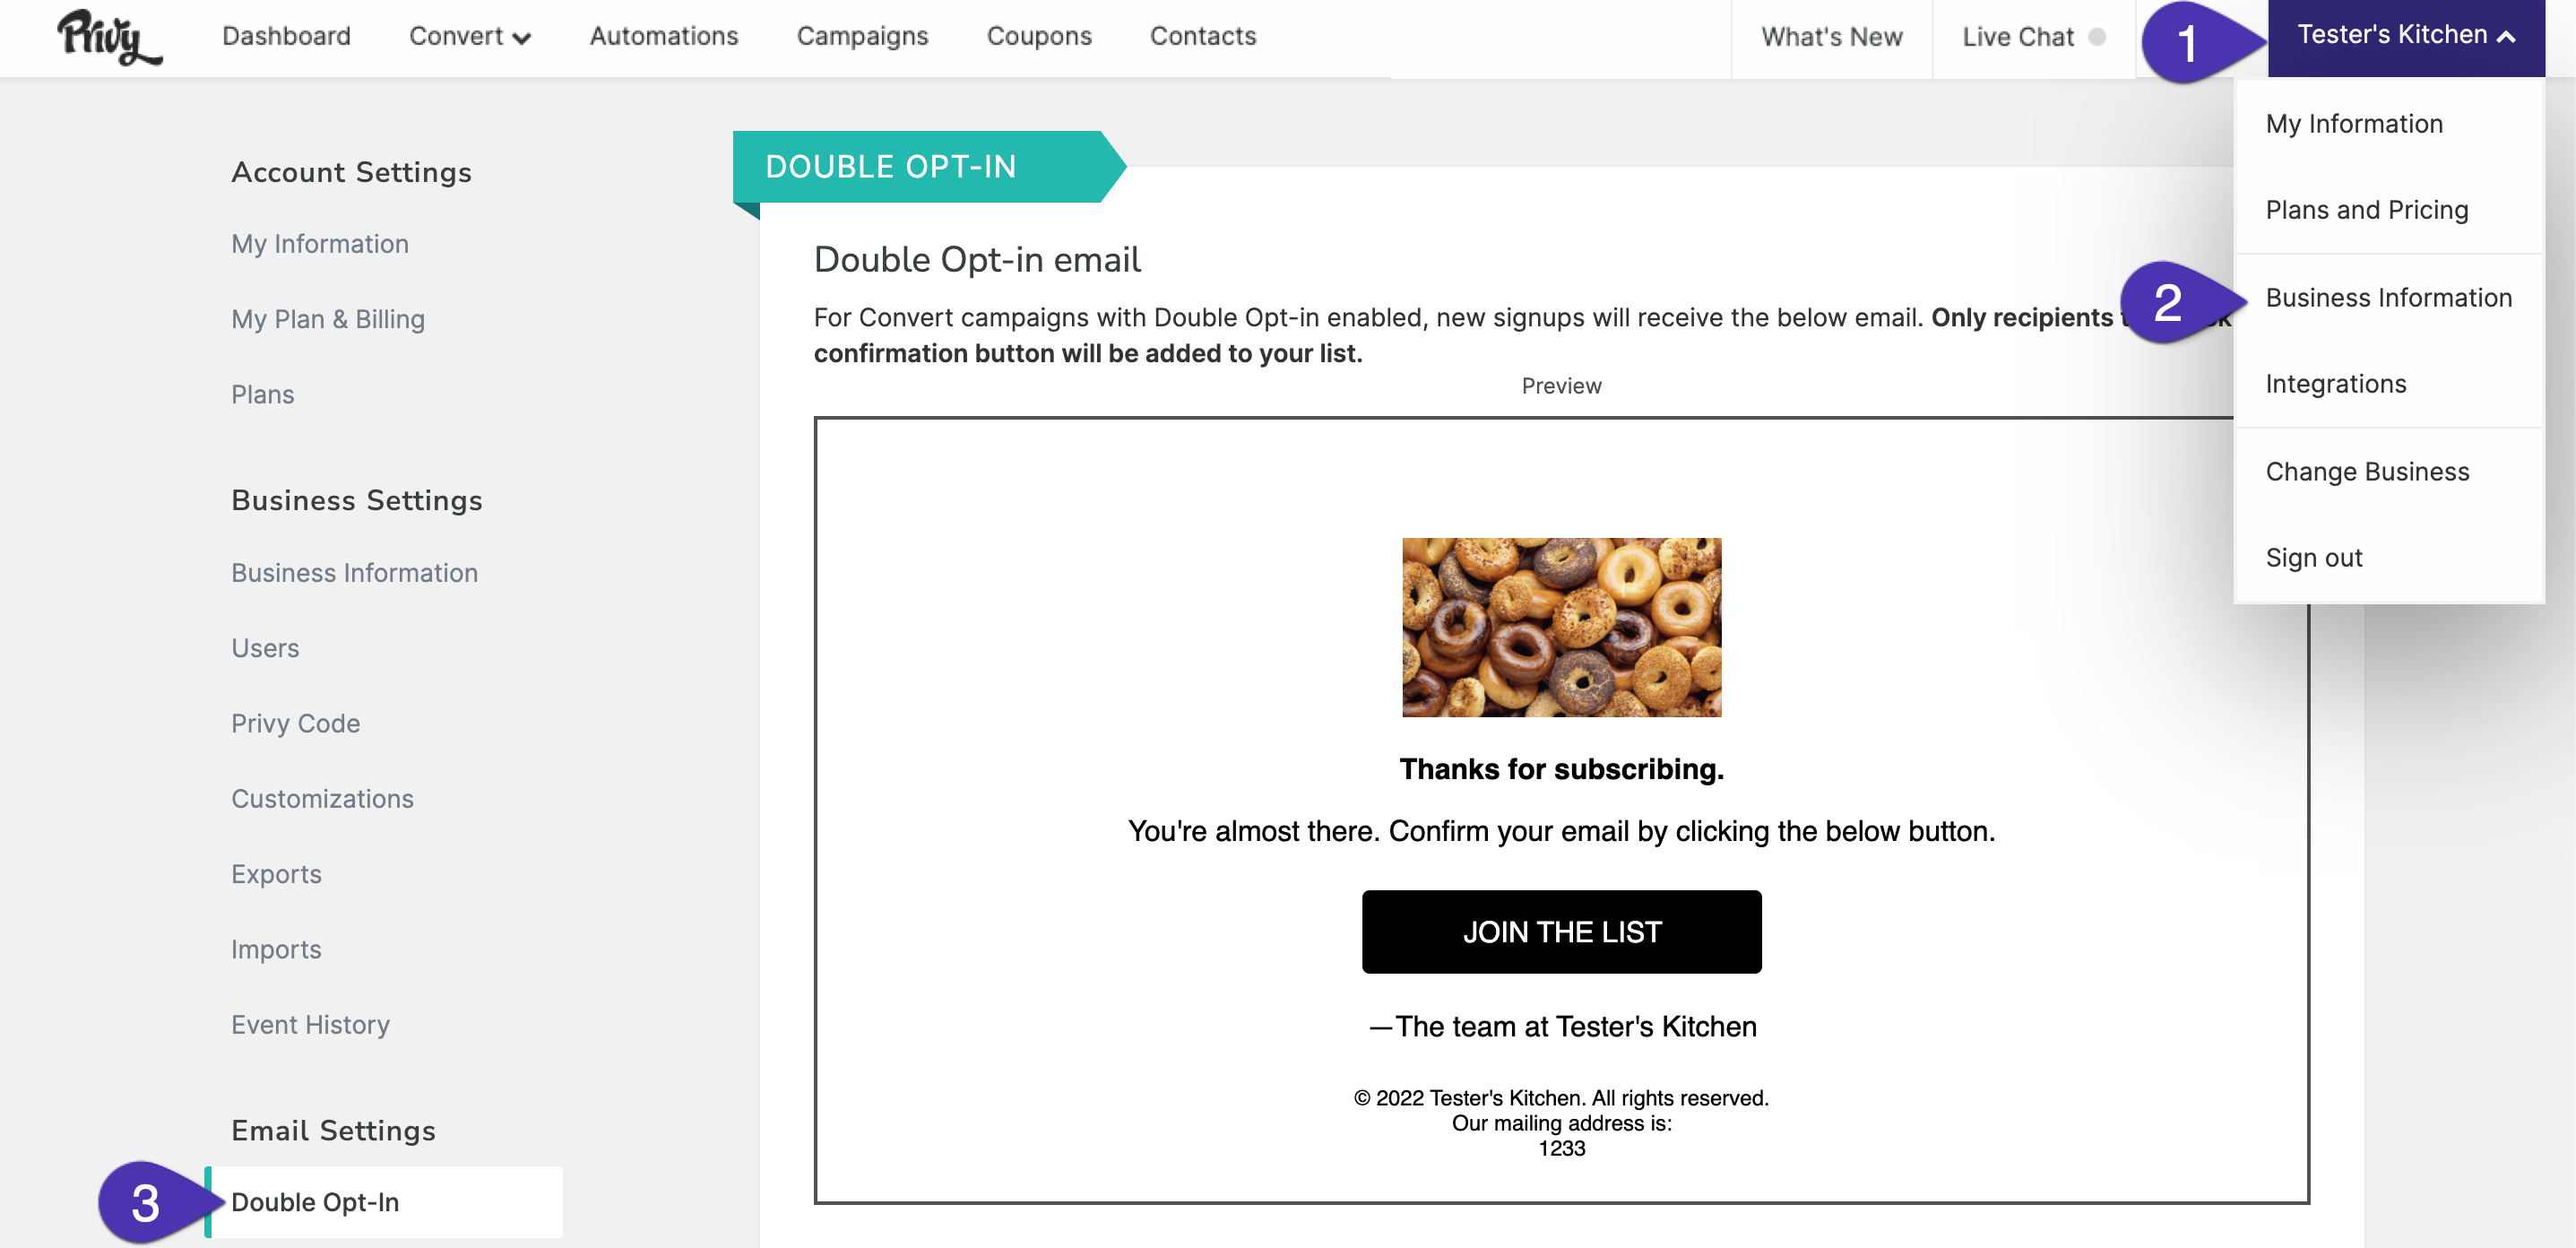 Privy
Dashboard
Convert
Automations
Campaigns
Coupons
Contacts
What's New
Live Chat
1
Tester's Kitchen
My Information
Plans and Pricing
2
Business Information
Integrations
Change Business
Sign out
Account Settings
My Information
My Plan & Billing
Plans
Business Settings
Business Information
Users
Privy Code
Customizations
Exports
Imports
Event History
Email Settings
3
Double Opt-In
DOUBLE OPT-IN
Double Opt-in email
For Convert campaigns with Double Opt-in enabled, new signups will receive the below email. Only recipients
confirmation button will be added to your list.
Preview
Thanks for subscribing.
You're almost there. Confirm your email by clicking the below button.
JOIN THE LIST
—The team at Tester's Kitchen
© 2022 Tester's Kitchen. All rights reserved.
Our mailing address is:
1233